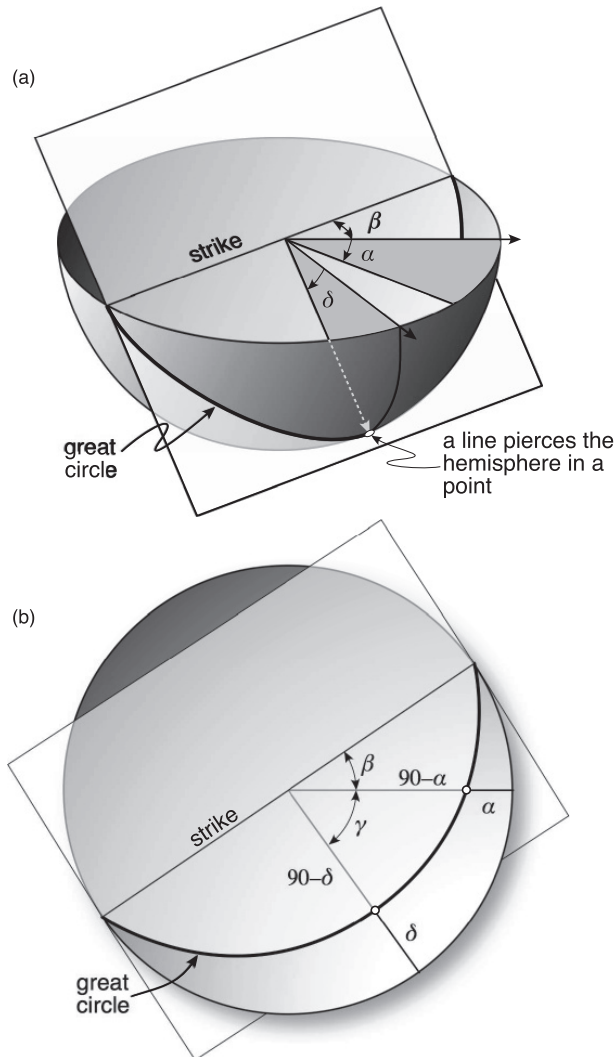 (a)
strike
β
α
δ
great
circle
a line pierces the
hemisphere in a
point
(b)
β
90–α
α
strike
γ
90–δ
δ
great
circle